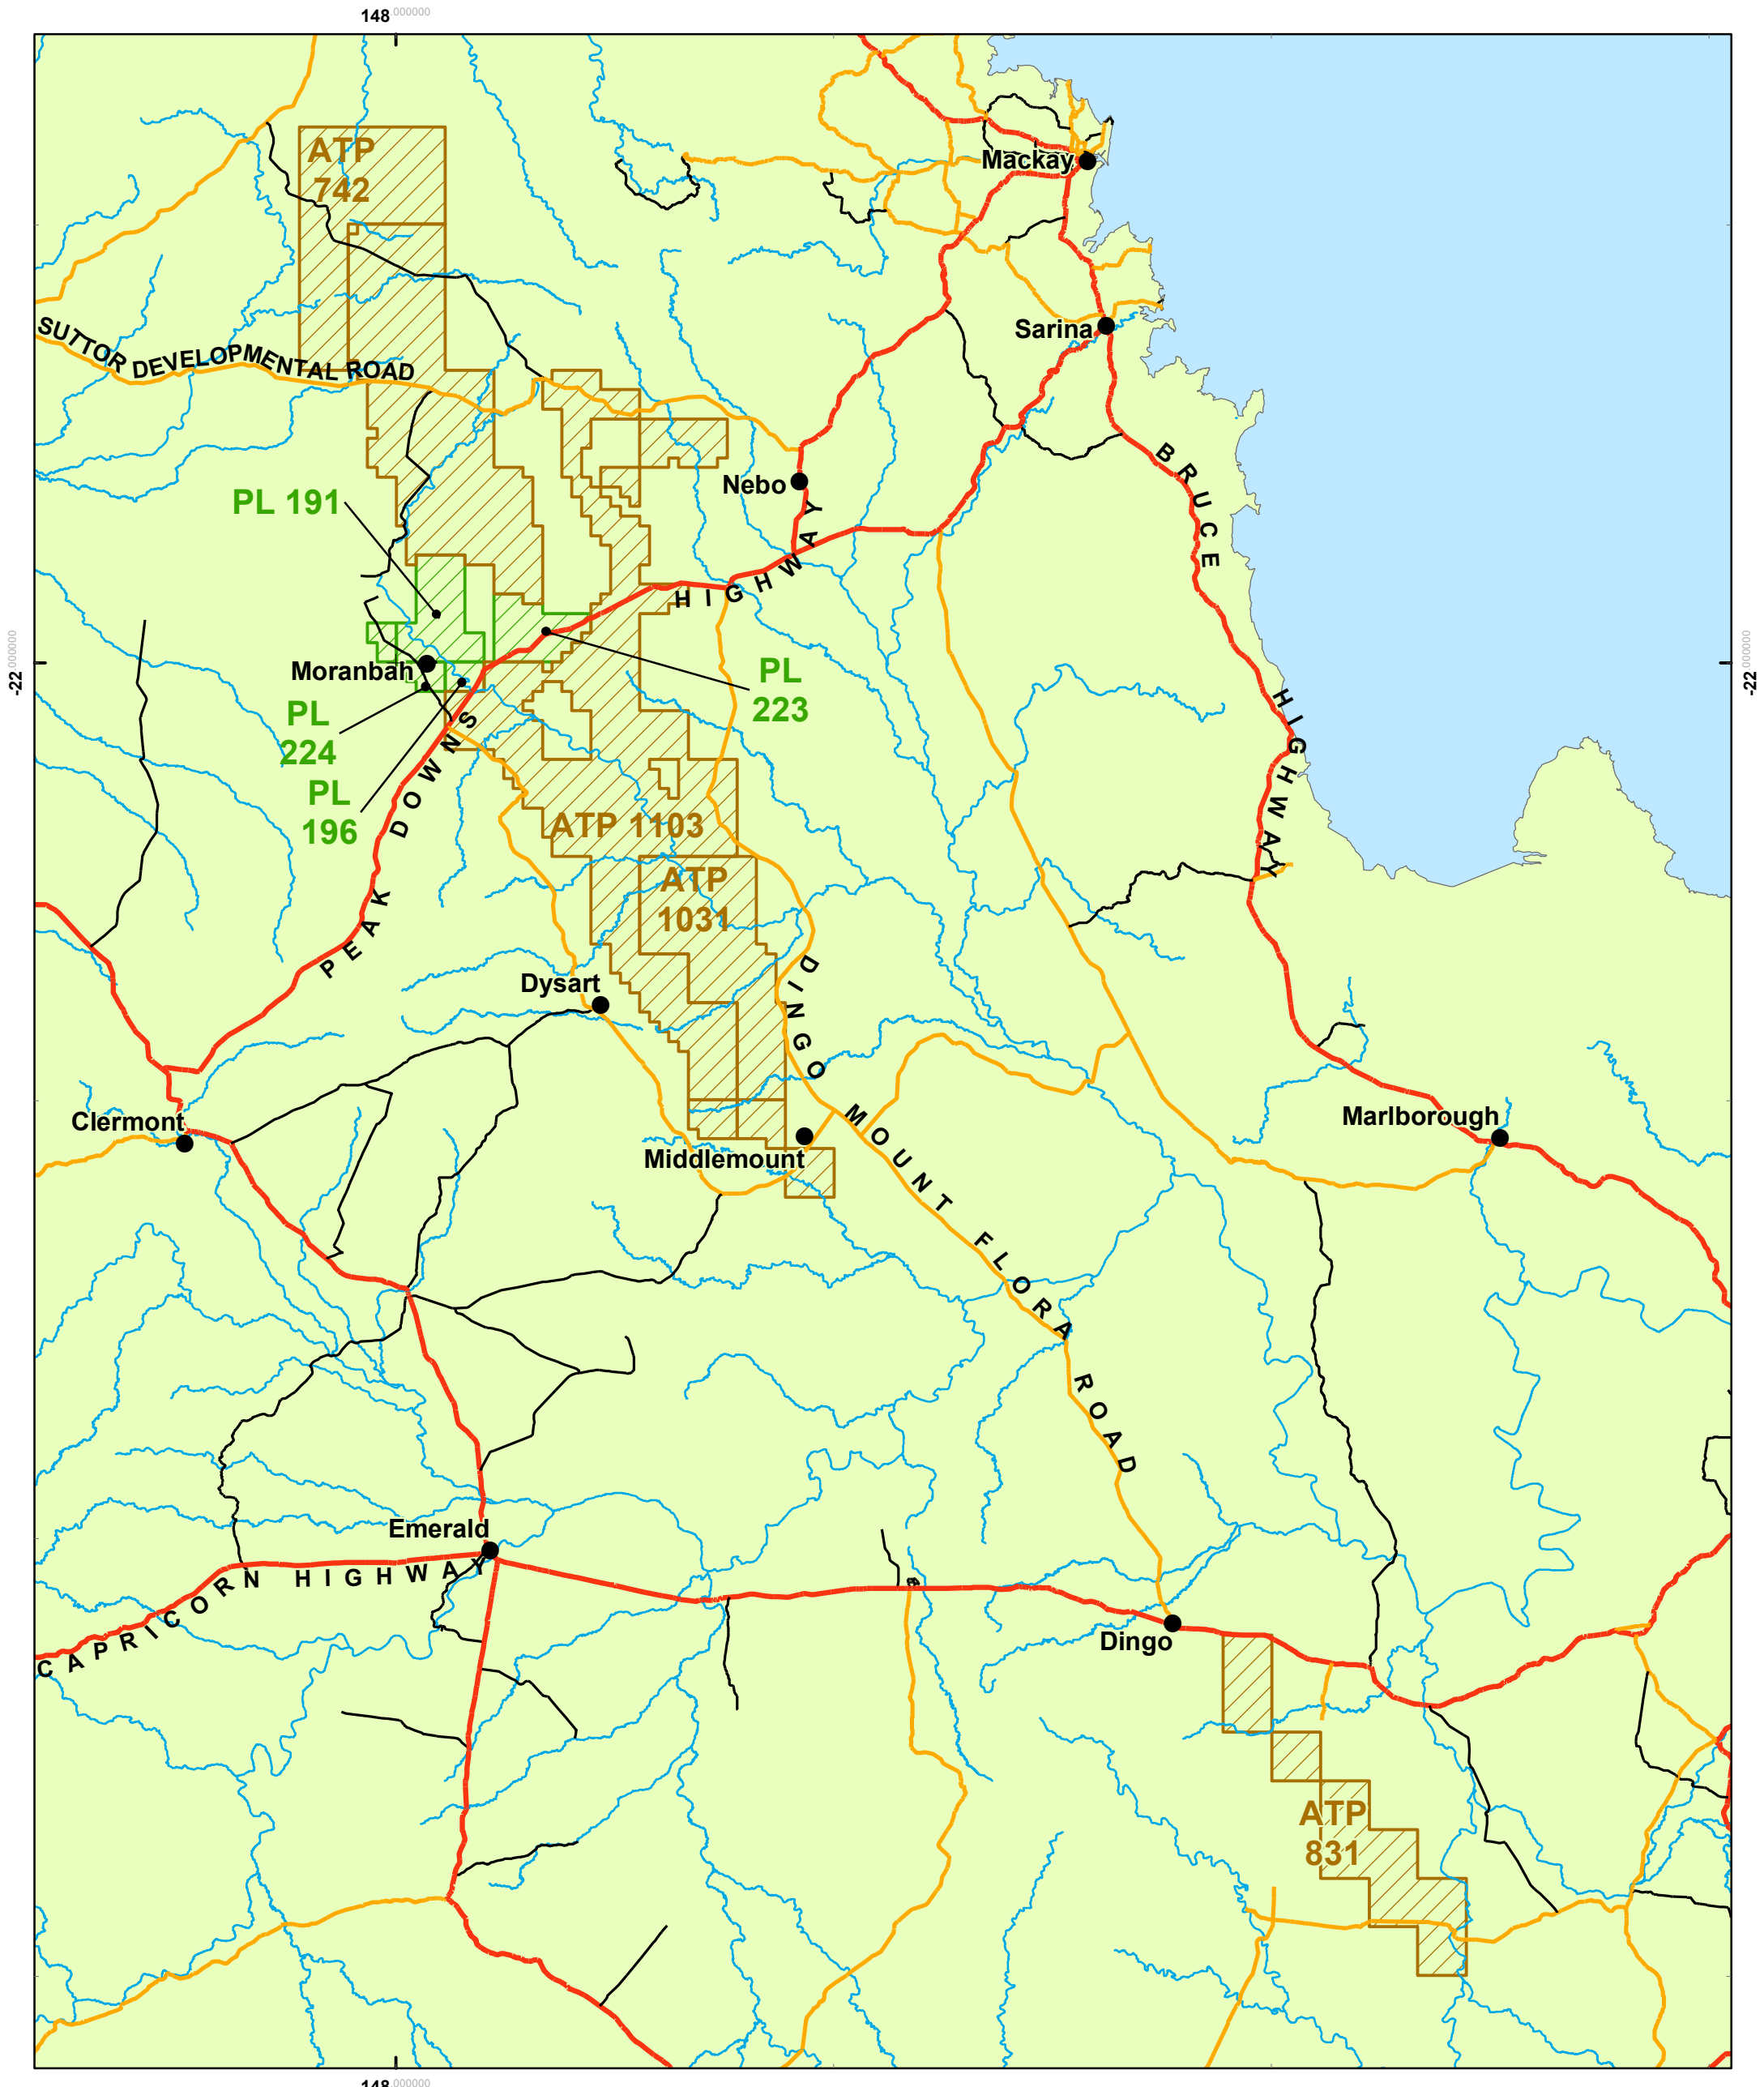 148 000000
ATP
742
Mackay
Sarina
SUTTOR DEVELOPMENTAL ROAD
PL 191
Nebo
BRUCE HIGHWAY
PEAK DOWNS HIGHWAY
-22 000000
-22 000000
Moranbah
PL
223
PL
224
PL
196
ATP 1103
ATP
1031
Dysart
DINGO MOUNT FLORA ROAD
Clermont
Marlborough
Middlemount
Emerald
CAPRICORN HIGHWAY
Dingo
ATP
831
148 000000